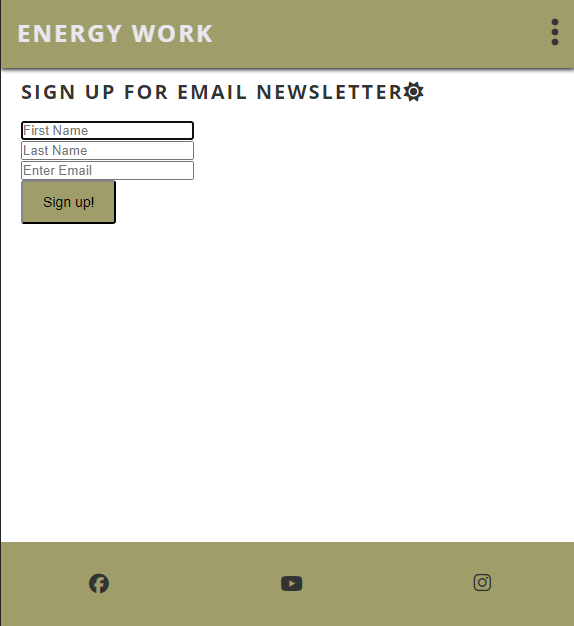 ENERGY WORK
SIGN UP FOR EMAIL NEWSLETTER
First Name
Last Name
Enter Email
Sign up!